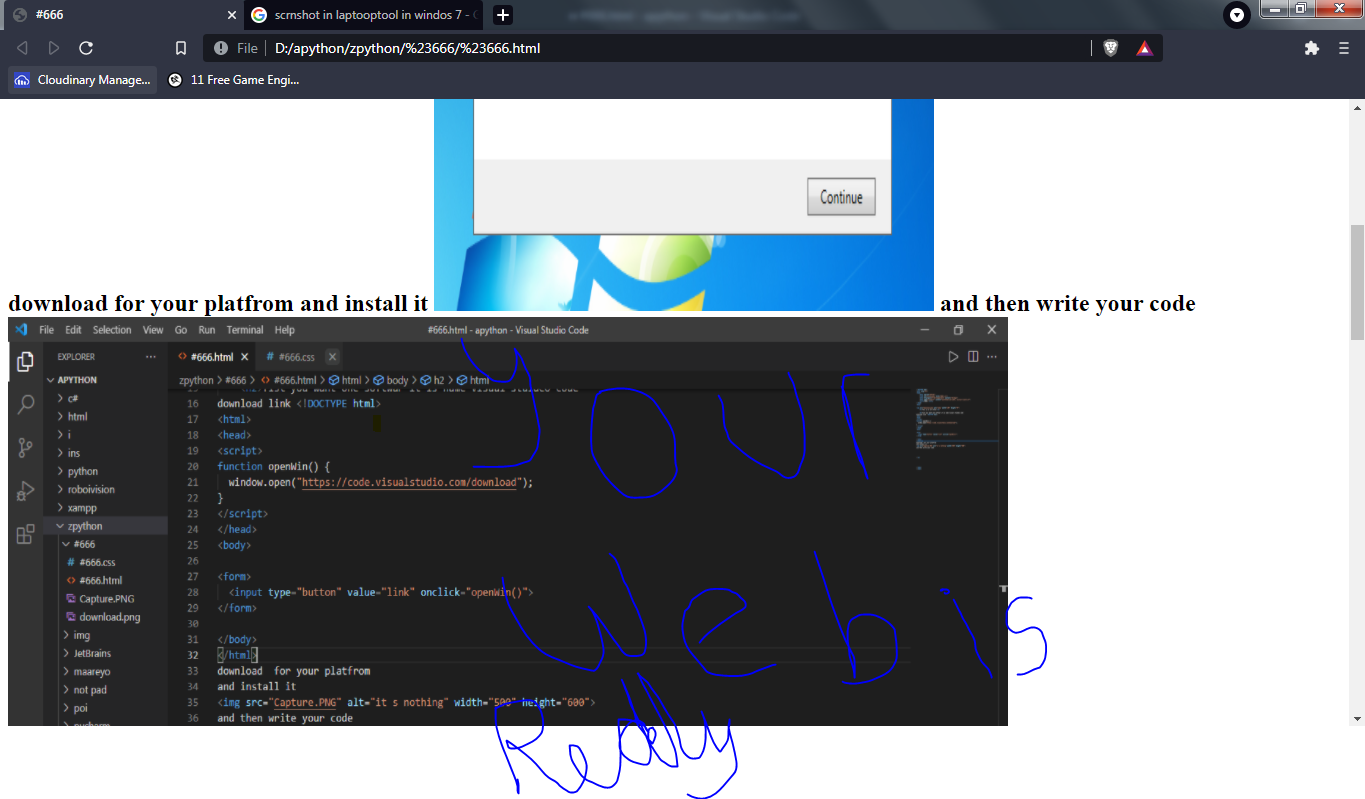 #666
scrnshot in laptooptool in windos 7 -
File
D:/apython/zpython/%23666/%23666.html
Cloudinary Manage...
11 Free Game Engi...
Continue
download for your platfrom and install it
and then write your code
File Edit Selection View Go Run Terminal Help
#666.html - apython - Visual Studio Code
EXPLORER
#666.html
# #666.css
APYTHON
zpython > #666 > #666.html > html > body > h2 > html
c#
html
i
ins
python
roboivision
xampp
zpython
#666
# #666.css
#666.html
Capture.PNG
download.png
img
JetBrains
maareyo
not pad
poi
16 download link <!DOCTYPE html>
17 <html>
18 <head>
19 <script>
20 function openWin() {
21 window.open("https://code.visualstudio.com/download");
22 }
23 </script>
24 </head>
25 <body>
26
27 <form>
28 <input type="button" value="link" onclick="openWin()">
29 </form>
30
31 </body>
32 </html>
33 download for your platfrom
34 and install it
35 <img src="Capture.PNG" alt="it s nothing" width="500" height="600">
36 and then write your code
your
web is
Ready